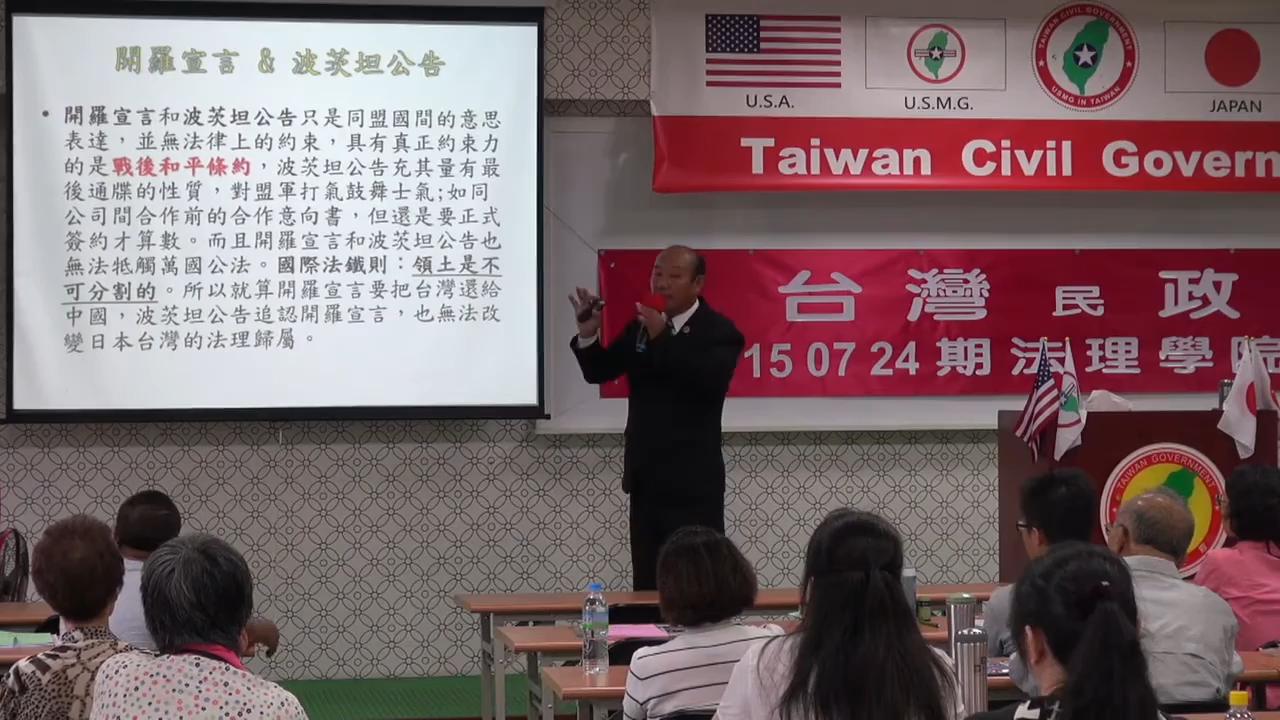 開羅宣言 & 波茨坦公告
• 開羅宣言和波茨坦公告只是同盟國間的意思
表達，並無法律上的約束，具有真正約束力
的是戰後和平條約，波茨坦公告充其量有最
後通牒的性質，對盟軍打氣鼓舞士氣;如同
公司間合作前的合作意向書，但還是要正式
簽約才算數。而且開羅宣言和波茨坦公告也
無法牴觸萬國公法。國際法鐵則：領土是不
可分割的。所以就算開羅宣言要把台灣還給
中國，波茨坦公告追認開羅宣言，也無法改
變日本台灣的法理歸屬。
U.S.A.
U.S.M.G.
TAIWAN CIVIL GOVERNMENT
USMG IN TAIWAN
JAPAN
Taiwan Civil Governm
台灣民政
15 07 24 期法理學院
TAIWAN GOVERNMENT